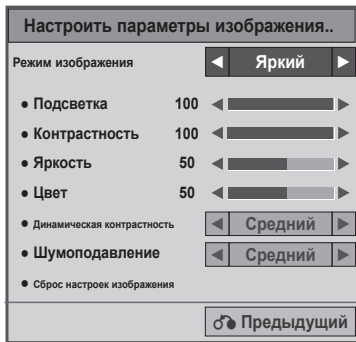 Настроить параметры изображения..
Режим изображения ◀ Яркий ▶
● Подсветка 100
● Контрастность 100
● Яркость 50
● Цвет 50
● Динамическая контрастность ◀ Средний ▶
● Шумоподавление ◀ Средний ▶
● Сброс настроек изображения
Предыдущий